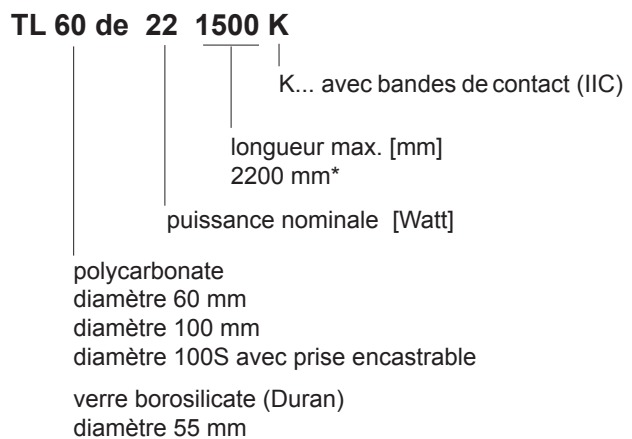 TL 60 de 22 1500 K
K... avec bandes de contact (IIC)
longueur max. [mm]
2200 mm*
puissance nominale [Watt]
polycarbonate
diamètre 60 mm
diamètre 100 mm
diamètre 100S avec prise encastrable
verre borosilicate (Duran)
diamètre 55 mm